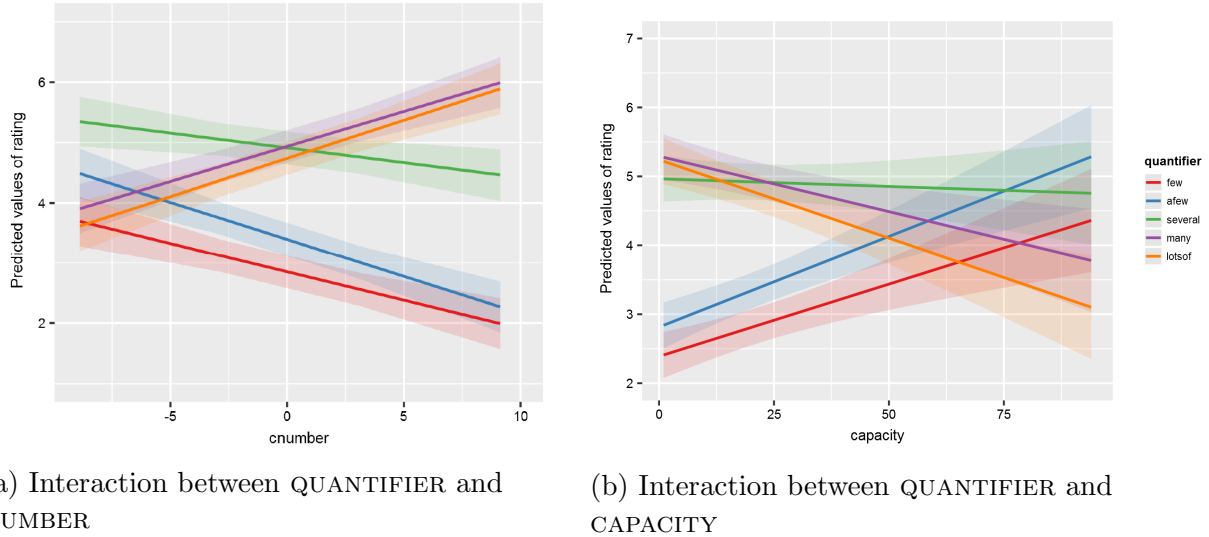 Predicted values of rating
6
4
2
-5
0
5
10
cnumber
a) Interaction between QUANTIFIER and
UMBER
Predicted values of rating
7
6
5
4
3
2
0
25
50
75
capacity
quantifier
few
afew
several
many
lotsof
(b) Interaction between QUANTIFIER and
CAPACITY